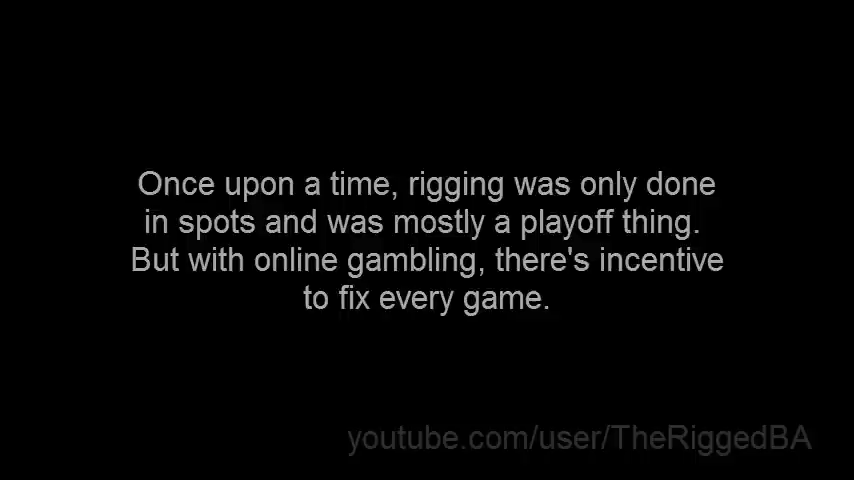 Once upon a time, rigging was only done
in spots and was mostly a playoff thing.
But with online gambling, there's incentive
to fix every game.
youtube.com/user/TheRiggedBA